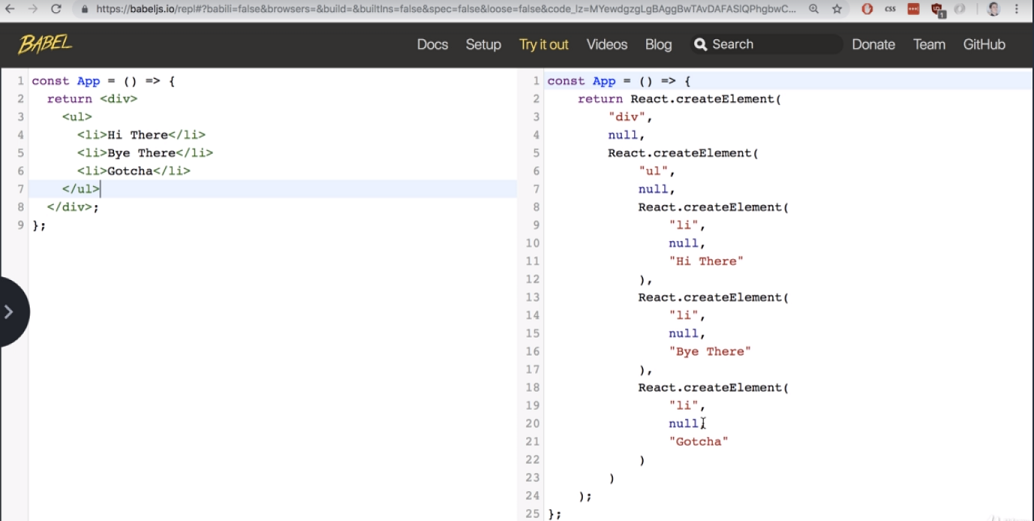 https://babeljs.io/repl#?babili=false&browsers=&build=&builtIns=false&spec=false&loose=false&code_lz=MYewdgzgLgBAggBwTAvDAFASlQPhgbwC...
CSS
1
BABEL
Docs Setup Try it out Videos Blog Search Donate Team GitHub
1 const App = () => {
2 return <div>
3 <ul>
4 <li>Hi There</li>
5 <li>Bye There</li>
6 <li>Gotcha</li>
7 </ul>
8 </div>;
9 };
1 const App = () => {
2 return React.createElement(
3 "div",
4 null,
5 React.createElement(
6 "ul",
7 null,
8 React.createElement(
9 "li",
10 null,
11 "Hi There"
12 ),
13 React.createElement(
14 "li",
15 null,
16 "Bye There"
17 ),
18 React.createElement(
19 "li",
20 null,
21 "Gotcha"
22 )
23 )
24 );
25 };